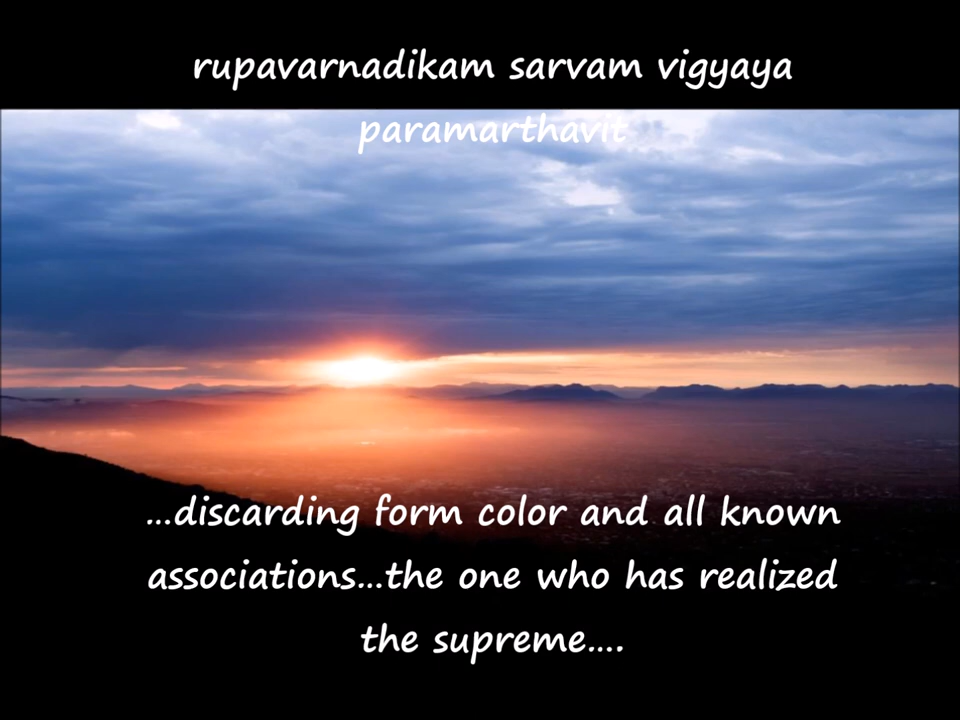 rupavarnadikam sarvam vigyaya
paramarthavit
...discarding form color and all known
associations...the one who has realized
the supreme....